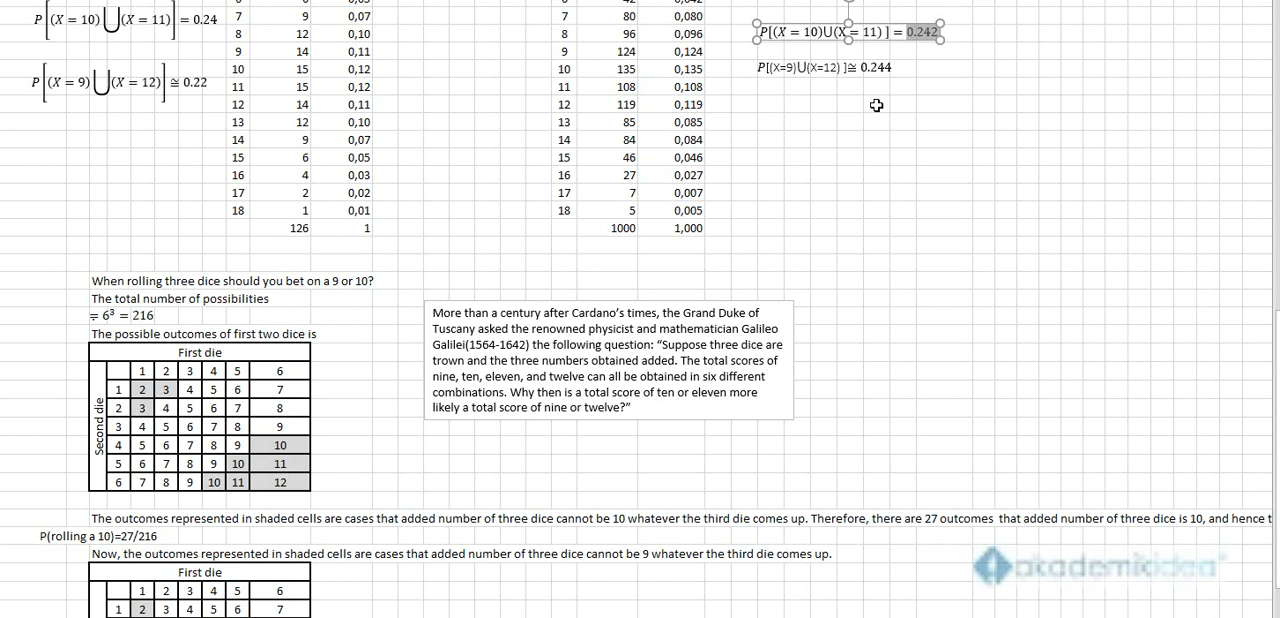 P[(X = 10)⋃(X = 11)] = 0.24
P[(X = 9)⋃(X = 12)] ≅ 0.22
7 9 0,07
8 12 0,10
9 14 0,11
10 15 0,12
11 15 0,12
12 14 0,11
13 12 0,10
14 9 0,07
15 6 0,05
16 4 0,03
17 2 0,02
18 1 0,01
126 1
7 80 0,080
8 96 0,096
9 124 0,124
10 135 0,135
11 108 0,108
12 119 0,119
13 85 0,085
14 84 0,084
15 46 0,046
16 27 0,027
17 7 0,007
18 5 0,005
1000 1,000
P[(X = 10)U(X = 11) ] = 0.242
P[(X=9)U(X=12) ]≅ 0.244
When rolling three dice should you bet on a 9 or 10?
The total number of possibilities
= 6³ = 216
The possible outcomes of first two dice is
First die
Second die
1 2 3 4 5 6
1 2 3 4 5 6 7
2 3 4 5 6 7 8
3 4 5 6 7 8 9
4 5 6 7 8 9 10
5 6 7 8 9 10 11
6 7 8 9 10 11 12
More than a century after Cardano's times, the Grand Duke of
Tuscany asked the renowned physicist and mathematician Galileo
Galilei(1564-1642) the following question: "Suppose three dice are
trown and the three numbers obtained added. The total scores of
nine, ten, eleven, and twelve can all be obtained in six different
combinations. Why then is a total score of ten or eleven more
likely a total score of nine or twelve?"
The outcomes represented in shaded cells are cases that added number of three dice cannot be 10 whatever the third die comes up. Therefore, there are 27 outcomes that added number of three dice is 10, and hence t
P(rolling a 10)=27/216
Now, the outcomes represented in shaded cells are cases that added number of three dice cannot be 9 whatever the third die comes up.
First die
1 2 3 4 5 6
1 2 3 4 5 6 7
akademikidea